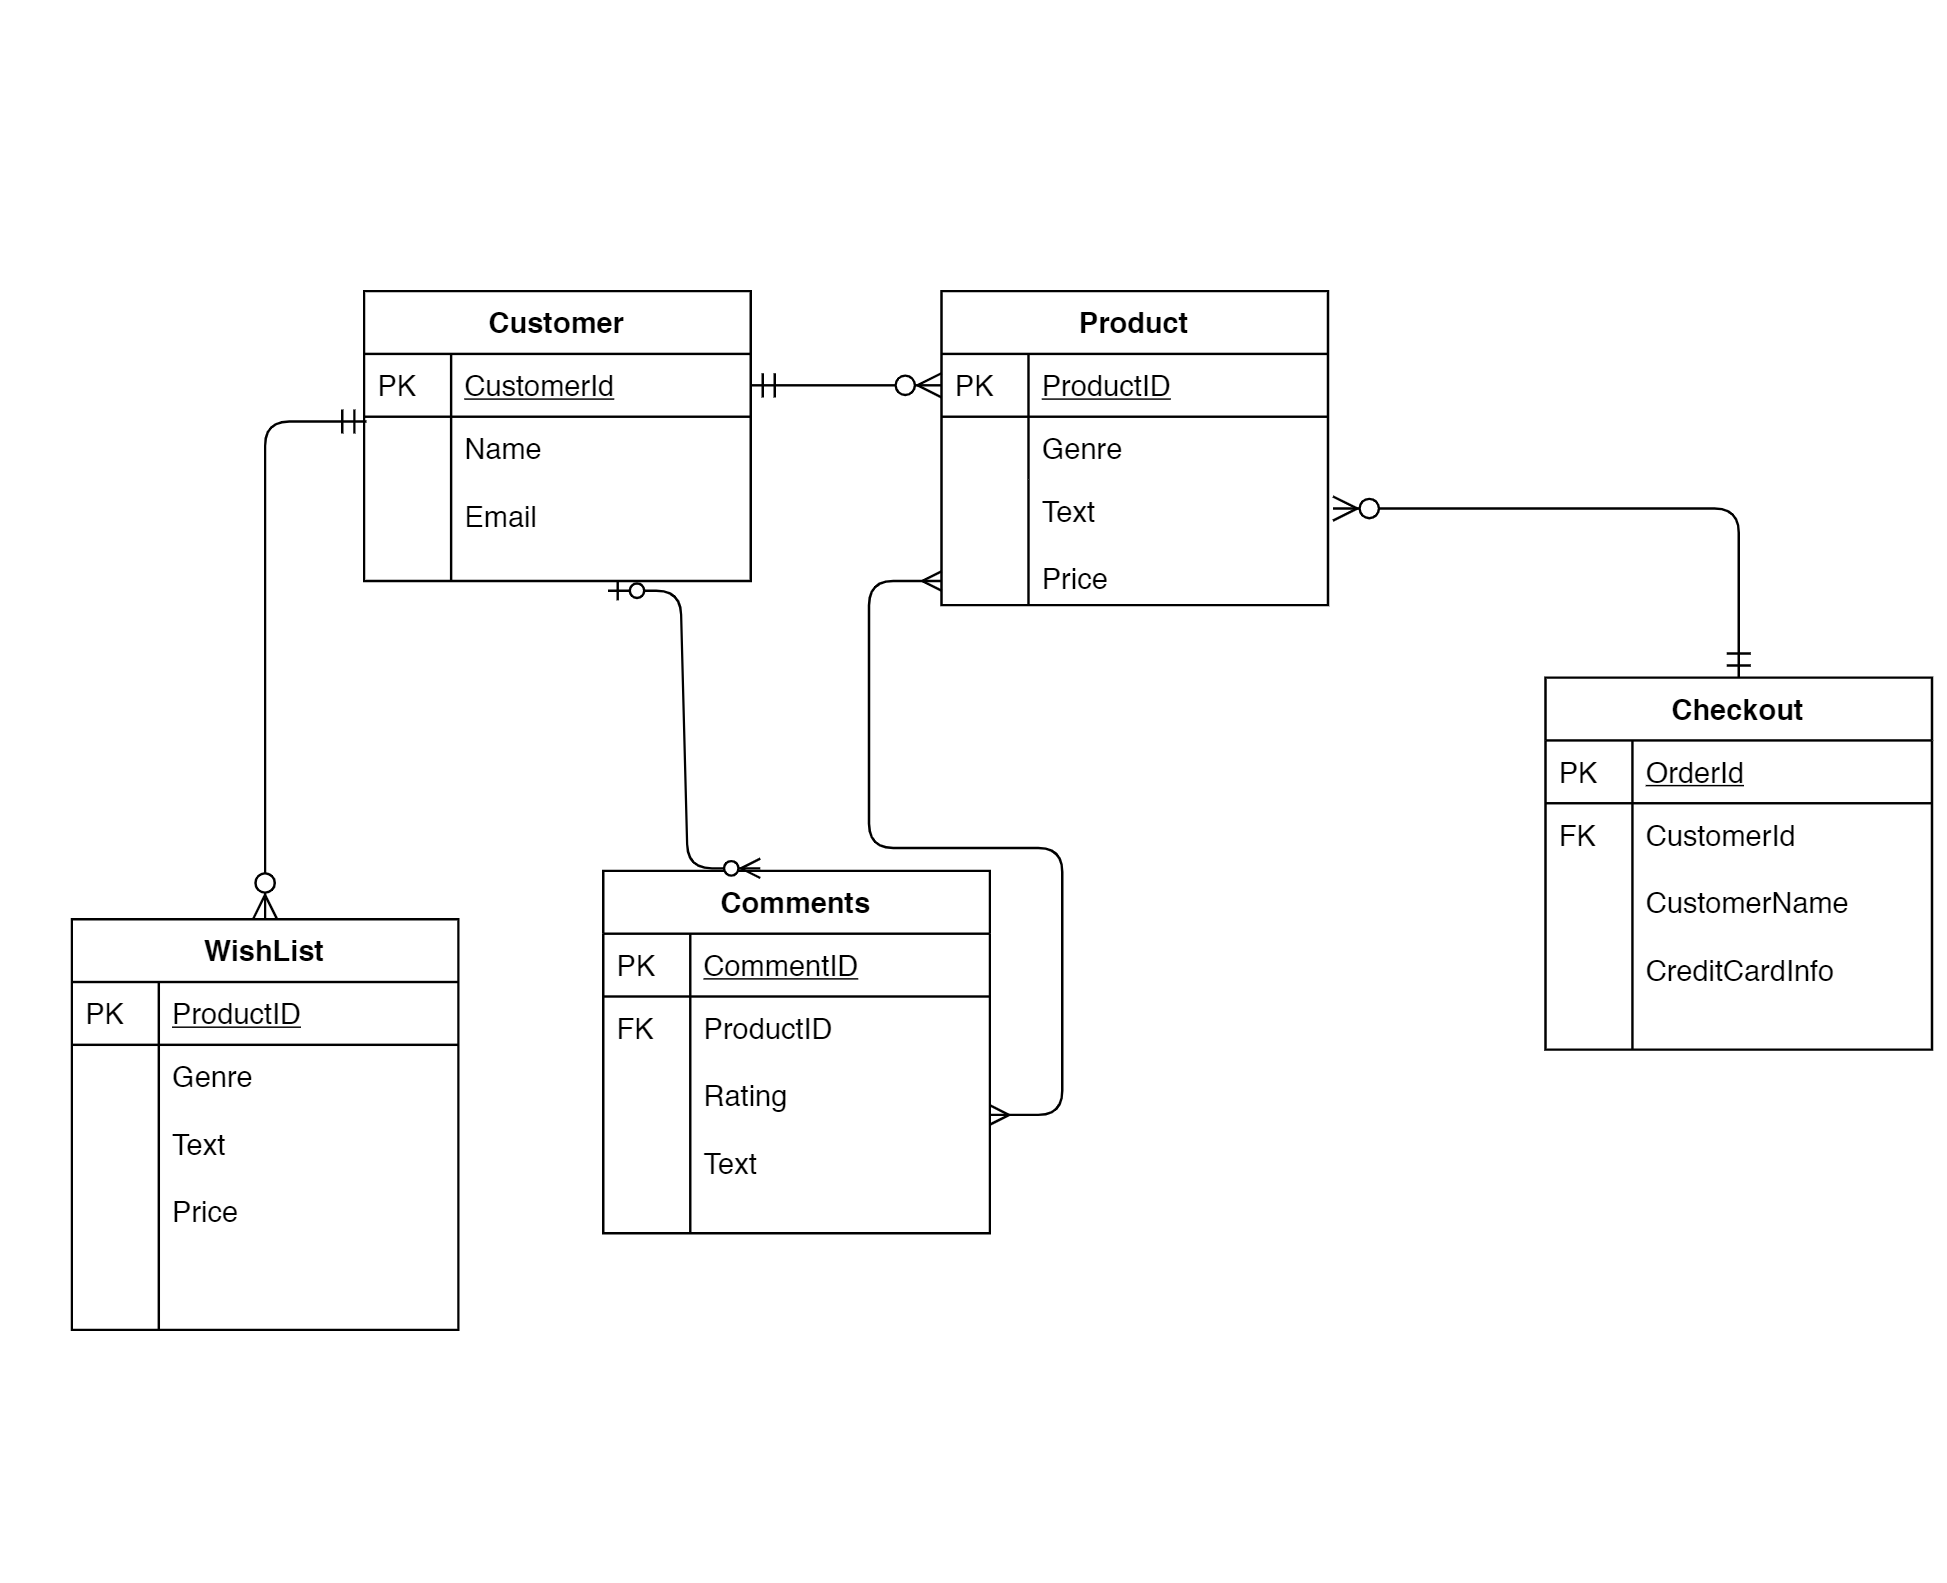 Customer
PK CustomerId
Name
Email
Product
PK ProductID
Genre
Text
Price
Checkout
PK OrderId
FK CustomerId
CustomerName
CreditCardInfo
Comments
PK CommentID
FK ProductID
Rating
Text
WishList
PK ProductID
Genre
Text
Price